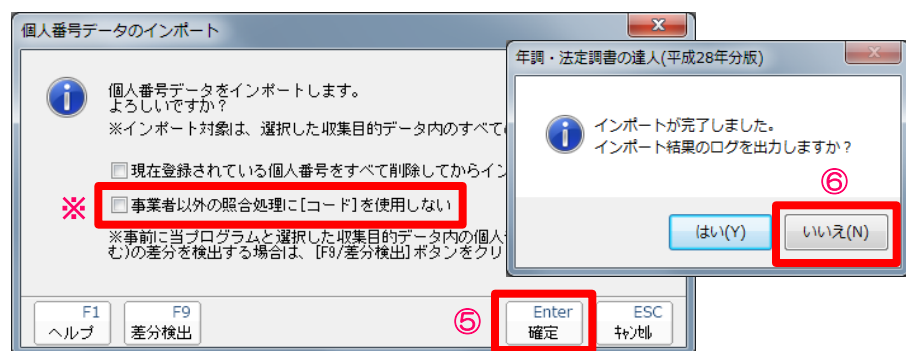 個人番号データのインポート
個人番号データをインポートします。
よろしいですか？
※インポート対象は、選択した収集目的データ内のすべて
現在登録されている個人番号をすべて削除してからイン
※
事業者以外の照合処理に[コード]を使用しない
※事前に当プログラムと選択した収集目的データ内の個人
む)の差分を検出する場合は、[F9/差分検出]ボタンをクリ
F1
ヘルプ
F9
差分検出
⑤
Enter
確定
ESC
キャンセル
年調・法定調書の達人(平成28年分版)
インポートが完了しました。
インポート結果のログを出力しますか？
⑥
はい(Y)
いいえ(N)